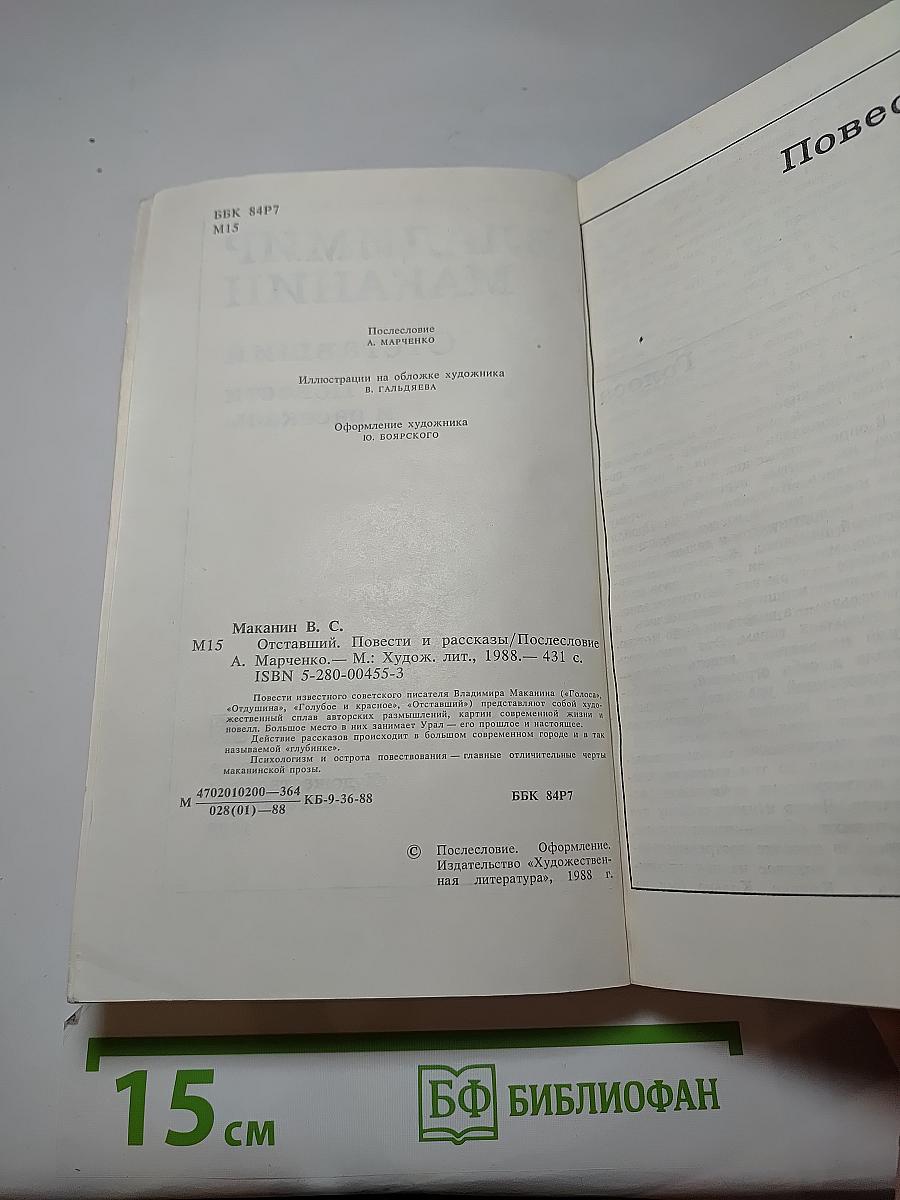 ББК 84Р7
М15
Послесловие
А. МАРЧЕНКО
Иллюстрации на обложке художника
В. ГАЛЬДЯЕВА
Оформление художника
Ю. БОЯРСКОГО
Маканин В. С.
М15 Отставший. Повести и рассказы/Послесловие
А. Марченко.— М.: Худож. лит., 1988.— 431 с.
ISBN 5-280-00455-3
Повести известного советского писателя Владимира Маканина («Голоса»,
«Отдушина», «Голубое и красное», «Отставший») представляют собой худо-
жественный сплав авторских размышлений, картин современной жизни и
новелл. Большое место в них занимает Урал — его прошлое и настоящее.
Действие рассказов происходит в большом современном городе и в так
называемой «глубинке».
Психологизм и острота повествования — главные отличительные черты
маканинской прозы.
М 4702010200—364
028(01)—88 КБ-9-36-88
ББК 84Р7
© Послесловие. Оформление.
Издательство «Художествен-
ная литература», 1988 г.
Повес
15 см
БФ БИБЛИОФАН